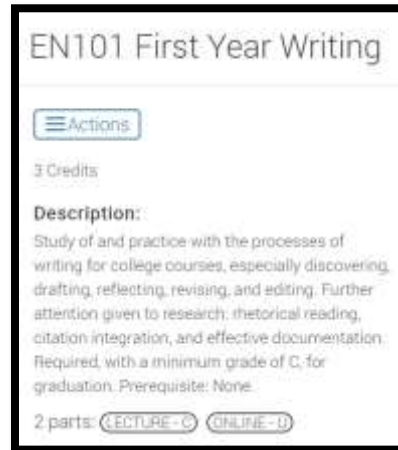 EN101 First Year Writing
Actions
3 Credits
Description:
Study of and practice with the processes of
writing for college courses, especially discovering,
drafting, reflecting, revising, and editing. Further
attention given to research: rhetorical reading,
citation integration, and effective documentation.
Required, with a minimum grade of C, for
graduation. Prerequisite: None.
2 parts: LECTURE - C ONLINE - U